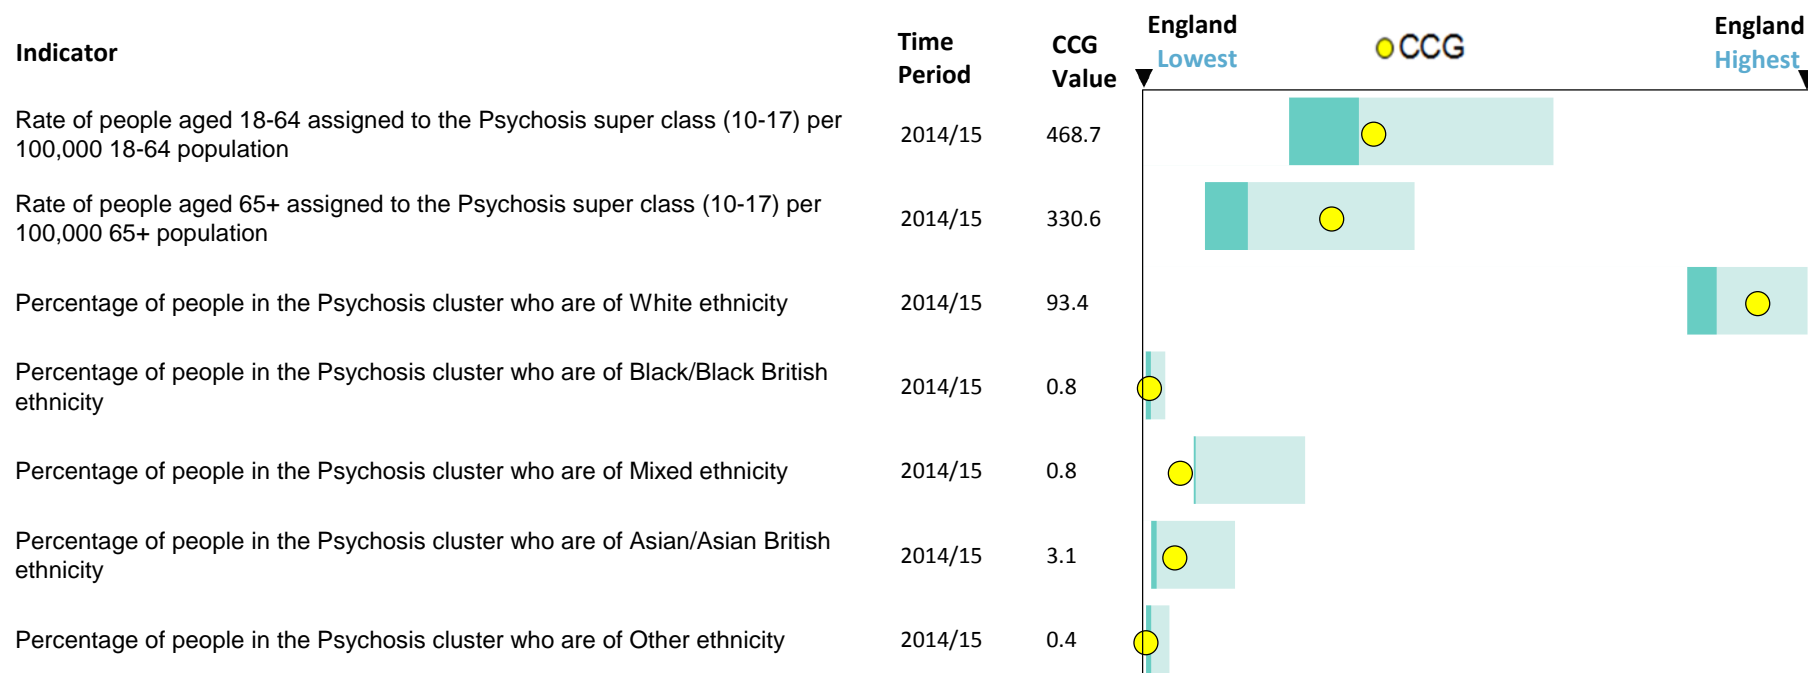 Indicator
Time Period
CCG Value
England Lowest
CCG
England Highest
Rate of people aged 18-64 assigned to the Psychosis super class (10-17) per
100,000 18-64 population
2014/15
468.7
Rate of people aged 65+ assigned to the Psychosis super class (10-17) per
100,000 65+ population
2014/15
330.6
Percentage of people in the Psychosis cluster who are of White ethnicity
2014/15
93.4
Percentage of people in the Psychosis cluster who are of Black/Black British
ethnicity
2014/15
0.8
Percentage of people in the Psychosis cluster who are of Mixed ethnicity
2014/15
0.8
Percentage of people in the Psychosis cluster who are of Asian/Asian British
ethnicity
2014/15
3.1
Percentage of people in the Psychosis cluster who are of Other ethnicity
2014/15
0.4